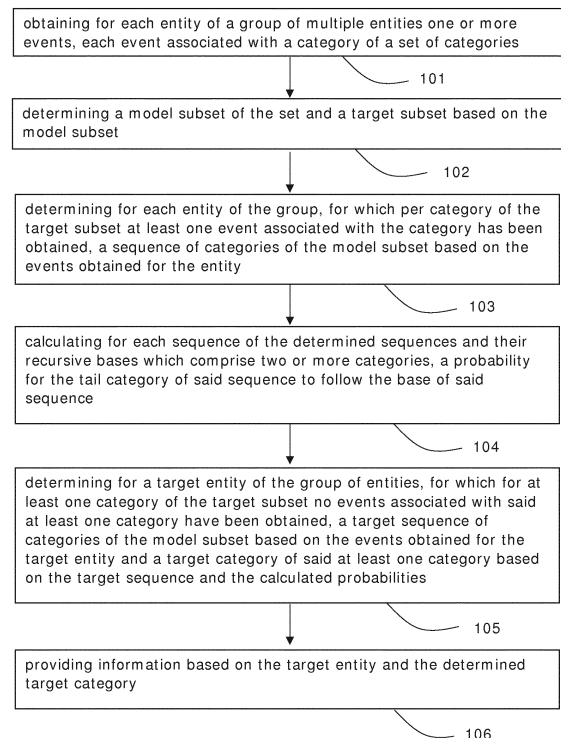 obtaining for each entity of a group of multiple entities one or more
events, each event associated with a category of a set of categories
101
determining a model subset of the set and a target subset based on the
model subset
102
determining for each entity of the group, for which per category of the
target subset at least one event associated with the category has been
obtained, a sequence of categories of the model subset based on the
events obtained for the entity
103
calculating for each sequence of the determined sequences and their
recursive bases which comprise two or more categories, a probability
for the tail category of said sequence to follow the base of said
sequence
104
determining for a target entity of the group of entities, for which for at
least one category of the target subset no events associated with said
at least one category have been obtained, a target sequence of
categories of the model subset based on the events obtained for the
target entity and a target category of said at least one category based
on the target sequence and the calculated probabilities
105
providing information based on the target entity and the determined
target category
106